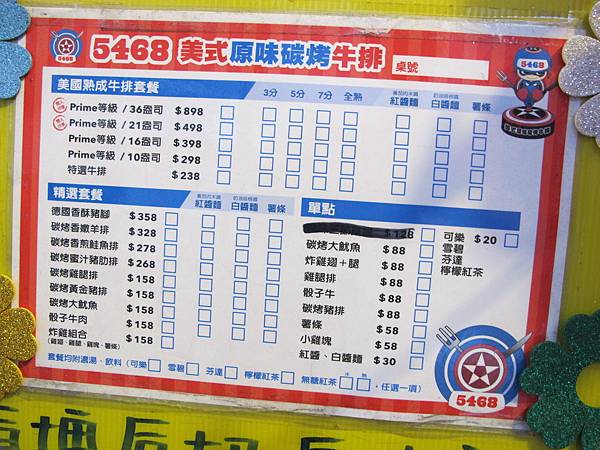 5468 美式原味碳烤牛排 桌號
5468
美國熟成牛排套餐 3分 5分 7分 全熟 紅醬麵 白醬麵 薯條
Prime等級 / 36盎司 $898
Prime等級 / 21盎司 $498
Prime等級 / 16盎司 $398
Prime等級 / 10盎司 $298
特選牛排 $238
精選套餐 紅醬麵 白醬麵 薯條
德國香酥豬腳 $358
碳烤香嫩羊排 $328
碳烤香煎鮭魚排 $278
碳烤蜜汁豬肋排 $268
碳烤雞腿排 $158
碳烤黃金豬排 $158
碳烤大魷魚 $158
骰子牛肉 $158
炸雞組合 $158
(雞翅、雞腿、雞塊、薯條)
單點
$128
碳烤大魷魚 $88
炸雞翅+腿 $88
雞腿排 $88
骰子牛 $88
碳烤豬排 $88
薯條 $58
小雞塊 $58
紅醬、白醬麵 $30
可樂 $20
雪碧
芬達
檸檬紅茶
套餐均附濃湯、飲料(可樂 雪碧 芬達 檸檬紅茶 無糖紅茶 , 任選一項)
5468